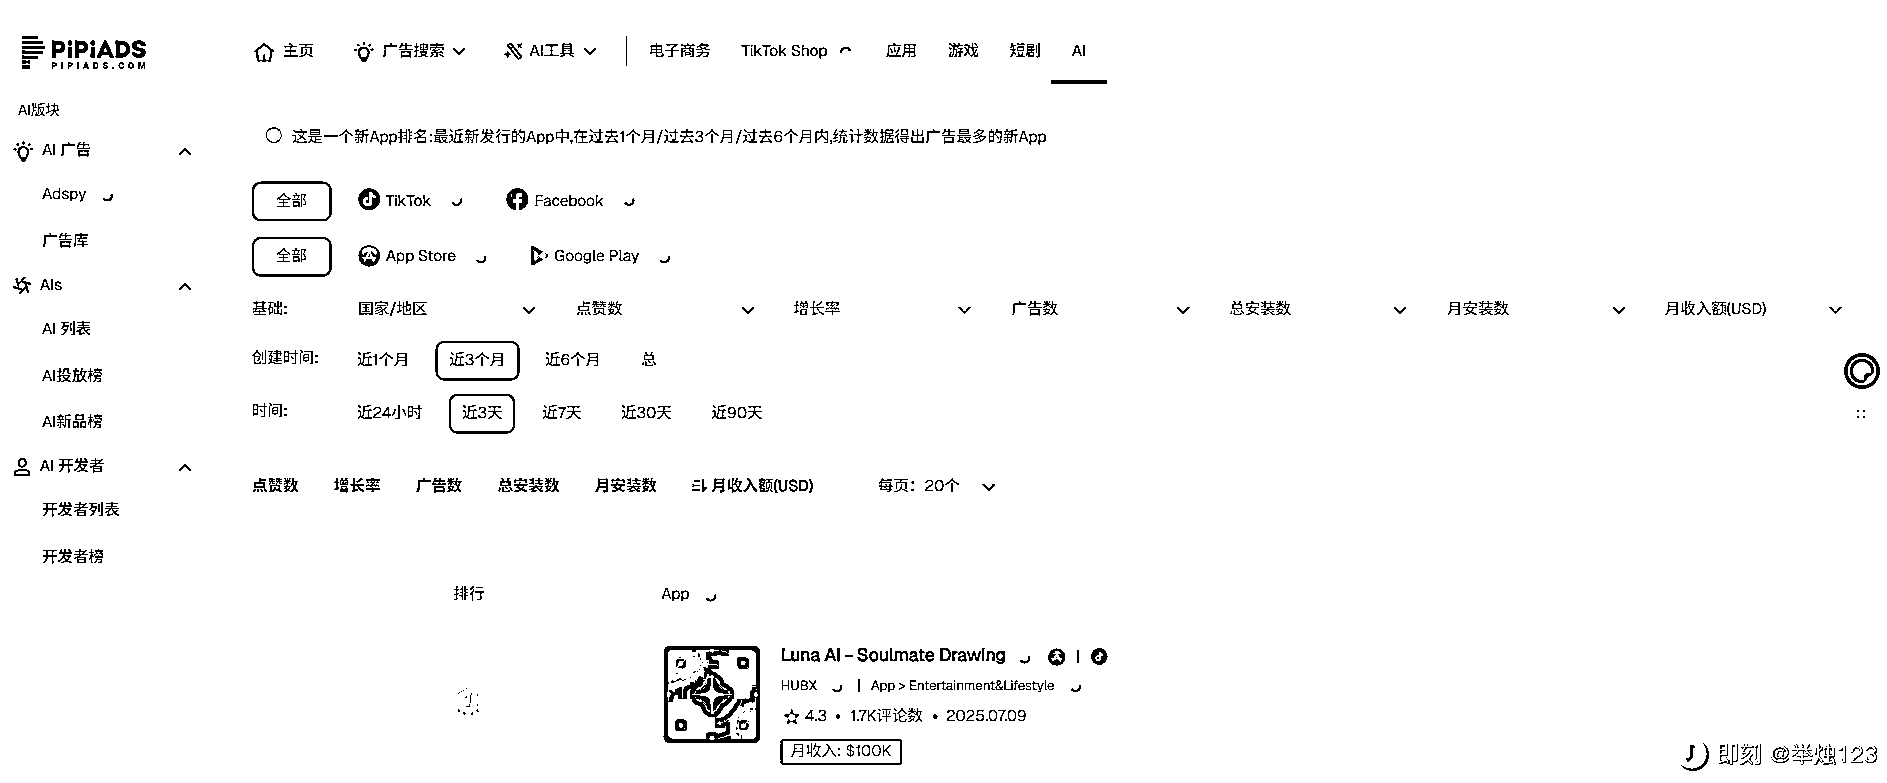 PiPiADS
PIPIADS.COM
主页 广告搜索 AI工具 电子商务 TikTok Shop 应用 游戏 短剧 AI
AI版块
这是一个新App排名:最近新发行的App中,在过去1个月/过去3个月/过去6个月内,统计数据得出广告最多的新App
AI 广告
Adspy
广告库
AIs
AI 列表
AI投放榜
AI新品榜
AI 开发者
开发者列表
开发者榜
全部 TikTok Facebook
全部 App Store Google Play
基础: 国家/地区 点赞数 增长率 广告数 总安装数 月安装数 月收入额(USD)
创建时间: 近1个月 近3个月 近6个月 总
时间: 近24小时 近3天 近7天 近30天 近90天
点赞数 增长率 广告数 总安装数 月安装数 月收入额(USD) 每页：20个
排行 App
1
Luna AI - Soulmate Drawing
HUBX | App > Entertainment&Lifestyle
4.3 • 1.7K评论数 • 2025.07.09
月收入: $100K
即刻 @举烛123